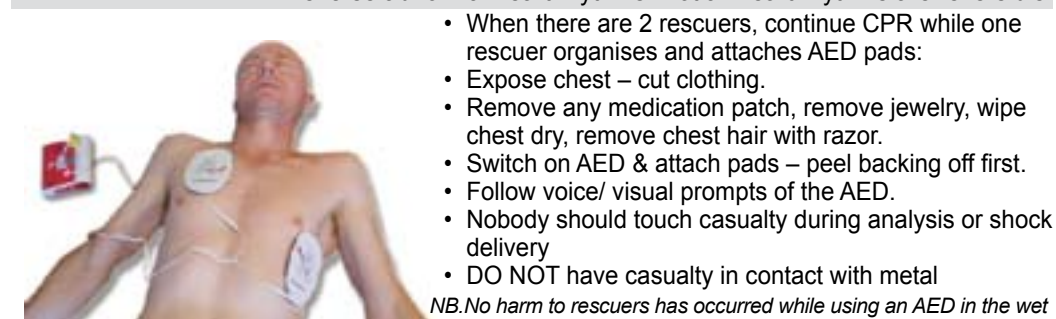 • When there are 2 rescuers, continue CPR while one
rescuer organises and attaches AED pads:
• Expose chest – cut clothing.
• Remove any medication patch, remove jewelry, wipe
chest dry, remove chest hair with razor.
• Switch on AED & attach pads – peel backing off first.
• Follow voice/ visual prompts of the AED.
• Nobody should touch casualty during analysis or shock
delivery
• DO NOT have casualty in contact with metal
NB.No harm to rescuers has occurred while using an AED in the wet